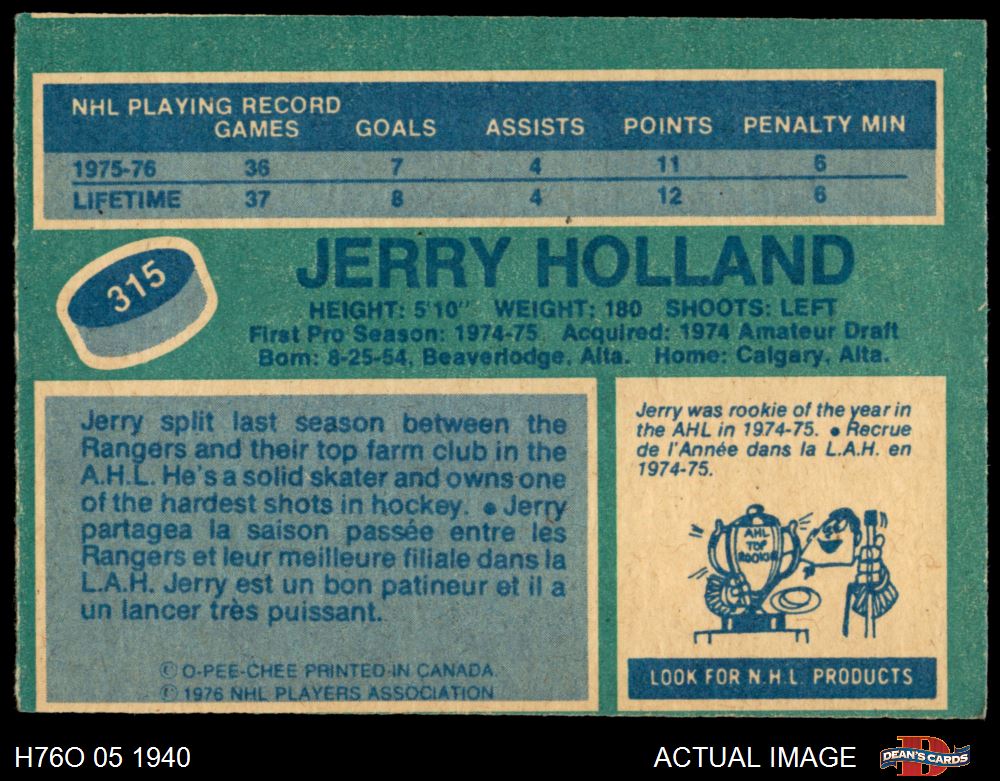 NHL PLAYING RECORD
GAMES GOALS ASSISTS POINTS PENALTY MIN
1975-76 36 7 4 11 6
LIFETIME 37 8 4 12 6
315
JERRY HOLLAND
HEIGHT: 5'10" WEIGHT: 180 SHOOTS: LEFT
First Pro Season: 1974-75 Acquired: 1974 Amateur Draft
Born: 8-25-54, Beaverlodge, Alta. Home: Calgary, Alta.
Jerry split last season between the
Rangers and their top farm club in the
A.H.L. He's a solid skater and owns one
of the hardest shots in hockey. ● Jerry
partagea la saison passée entre les
Rangers et leur meilleure filiale dans la
L.A.H. Jerry est un bon patineur et il a
un lancer très puissant.
© O-PEE-CHEE PRINTED IN CANADA.
© 1976 NHL PLAYERS ASSOCIATION
Jerry was rookie of the year in
the AHL in 1974-75. ● Recrue
de l'Année dans la L.A.H. en
1974-75.
AHL
TOP
ROOKIE
LOOK FOR N.H.L. PRODUCTS
H76O 05 1940
ACTUAL IMAGE
DEAN'S CARDS